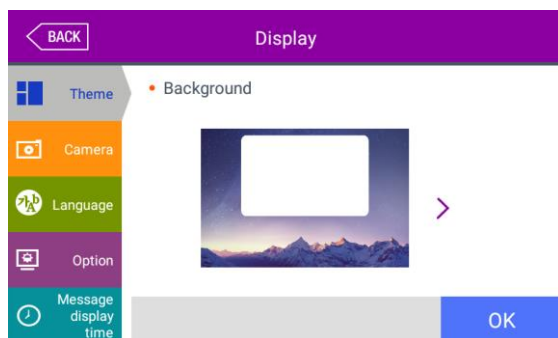 BACK
Display
Theme
• Background
Camera
Language
Option
Message
display
time
OK